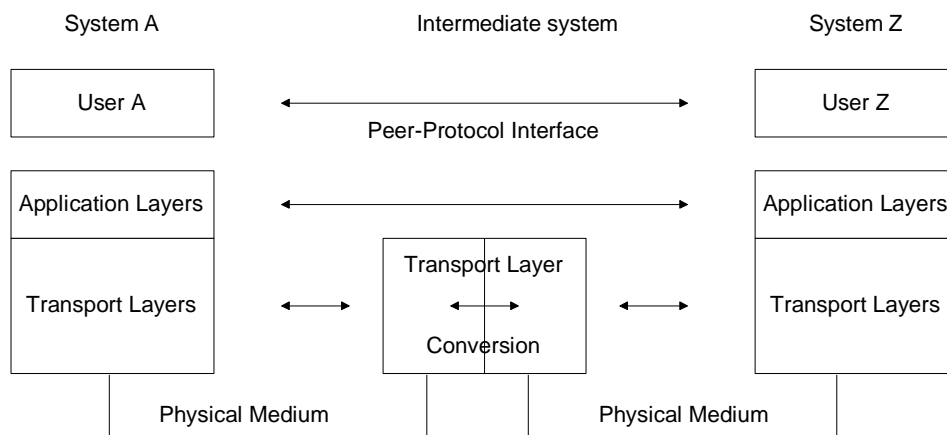 System A
Intermediate system
System Z
User A
User Z
Peer-Protocol Interface
Application Layers
Application Layers
Transport Layer
Transport Layers
Transport Layers
Conversion
Physical Medium
Physical Medium